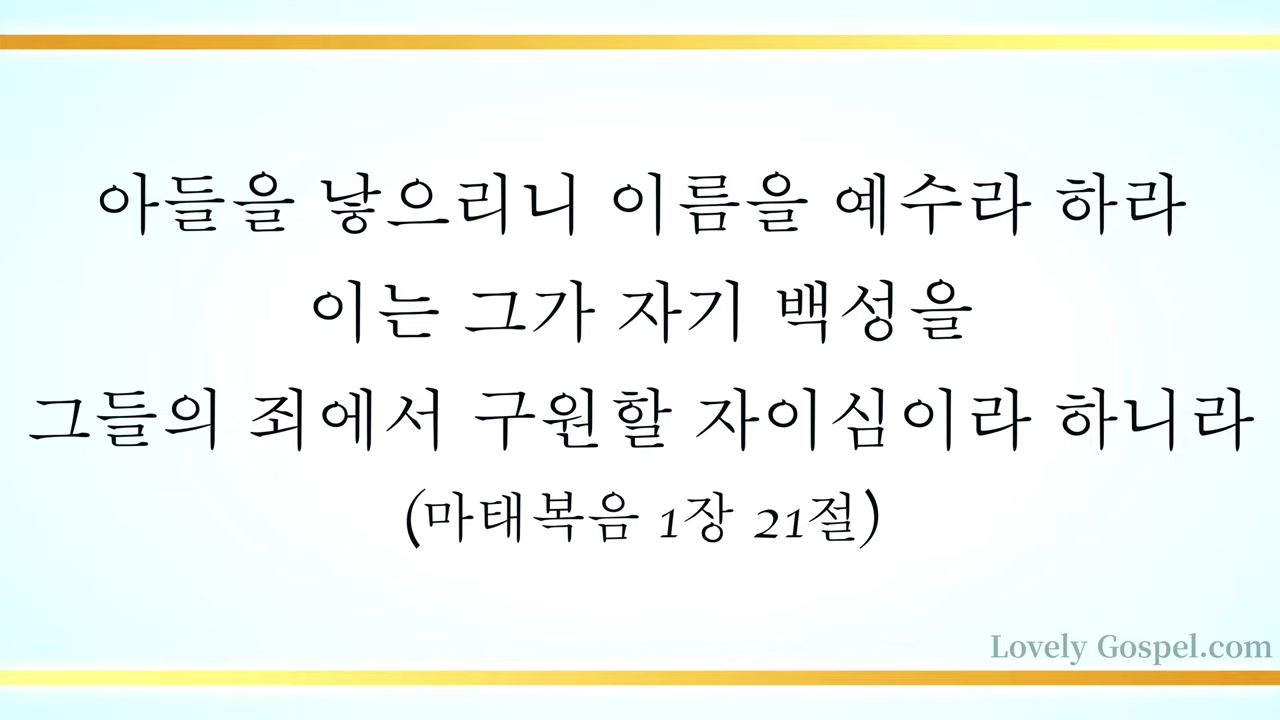 아들을 낳으리니 이름을 예수라 하라
이는 그가 자기 백성을
그들의 죄에서 구원할 자이심이라 하니라
(마태복음 1장 21절)
Lovely Gospel.com